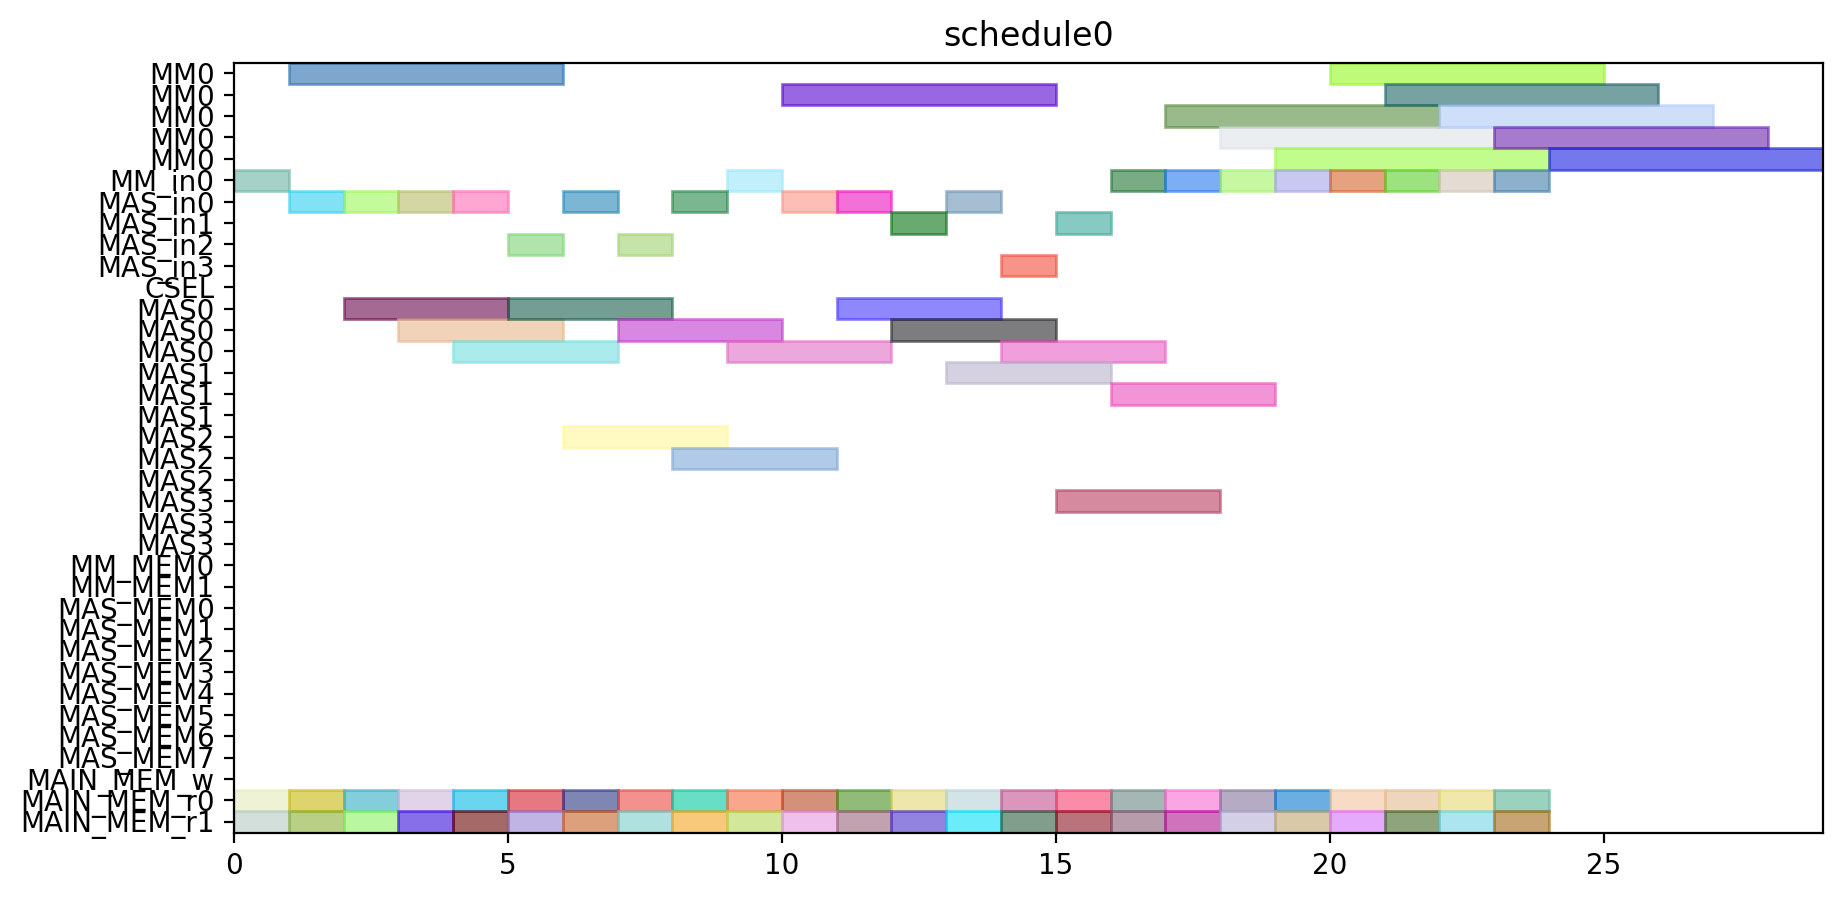 schedule0
MM0
MM0
MM0
MM0
MM0
MM_in0
MAS_in0
MAS_in1
MAS_in2
MAS_in3
CSEL
MAS0
MAS0
MAS0
MAS1
MAS1
MAS1
MAS2
MAS2
MAS2
MAS3
MAS3
MAS3
MM_MEM0
MM_MEM1
MAS_MEM0
MAS_MEM1
MAS_MEM2
MAS_MEM3
MAS_MEM4
MAS_MEM5
MAS_MEM6
MAS_MEM7
MAIN_MEM_w
MAIN_MEM_r0
MAIN_MEM_r1
0 5 10 15 20 25